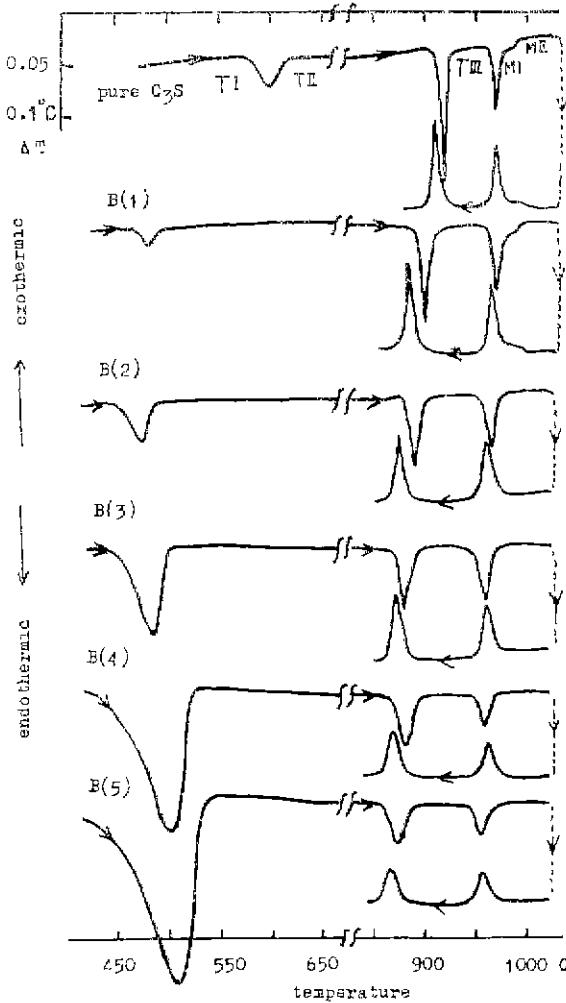 0.05
pure C3S
TI
TII
TIII
MI
MII
0.1°C
ΔT
B(1)
exothermic
B(2)
B(3)
endothermic
B(4)
B(5)
450 550 650 900 1000 C
temperature